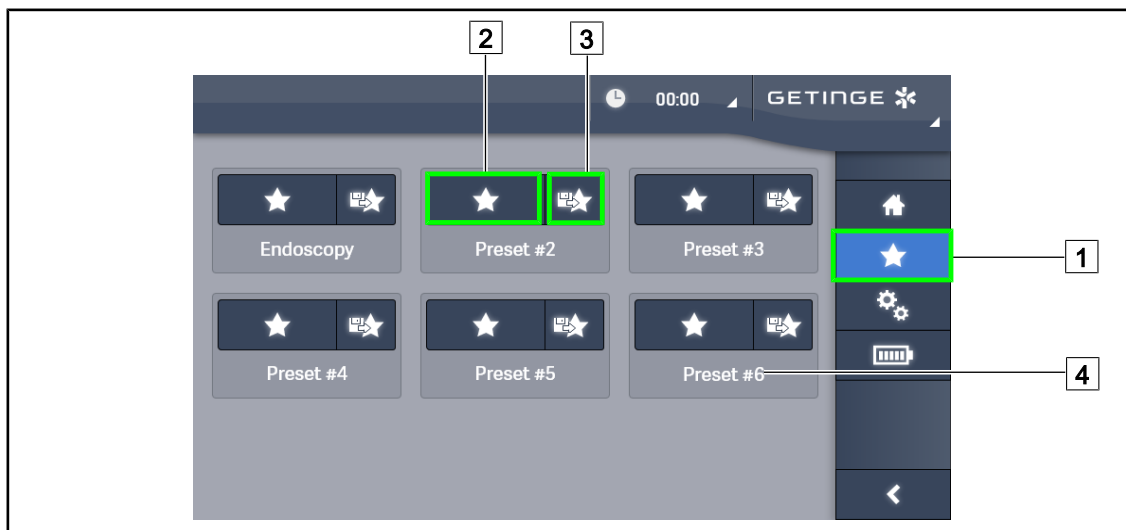 2 3
00:00 GETINGE
Endoscopy Preset #2 Preset #3
1
Preset #4 Preset #5 Preset #6
4